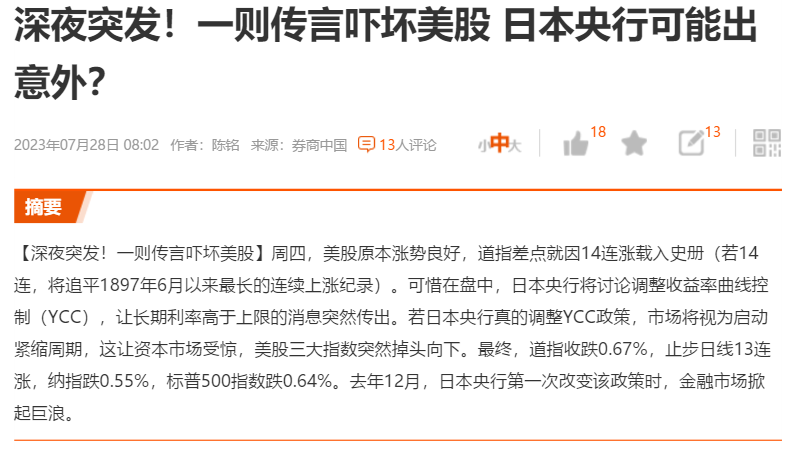 深夜突发！一则传言吓坏美股 日本央行可能出
意外？
2023年07月28日 08:02 作者：陈铭 来源：券商中国 13人评论 小中大 18 13
摘要
【深夜突发！一则传言吓坏美股】周四，美股原本涨势良好，道指差点就因14连涨载入史册（若14
连，将追平1897年6月以来最长的连续上涨纪录）。可惜在盘中，日本央行将讨论调整收益率曲线控
制（YCC），让长期利率高于上限的消息突然传出。若日本央行真的调整YCC政策，市场将视为启动
紧缩周期，这让资本市场受惊，美股三大指数突然掉头向下。最终，道指收跌0.67%，止步日线13连
涨，纳指跌0.55%，标普500指数跌0.64%。去年12月，日本央行第一次改变该政策时，金融市场掀
起巨浪。